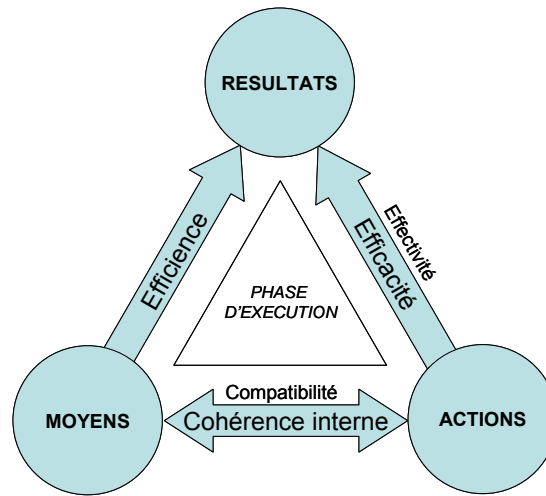 RESULTATS
Efficience
Effectivité
Efficacité
PHASE
D'EXECUTION
Compatibilité
MOYENS
Cohérence interne
ACTIONS